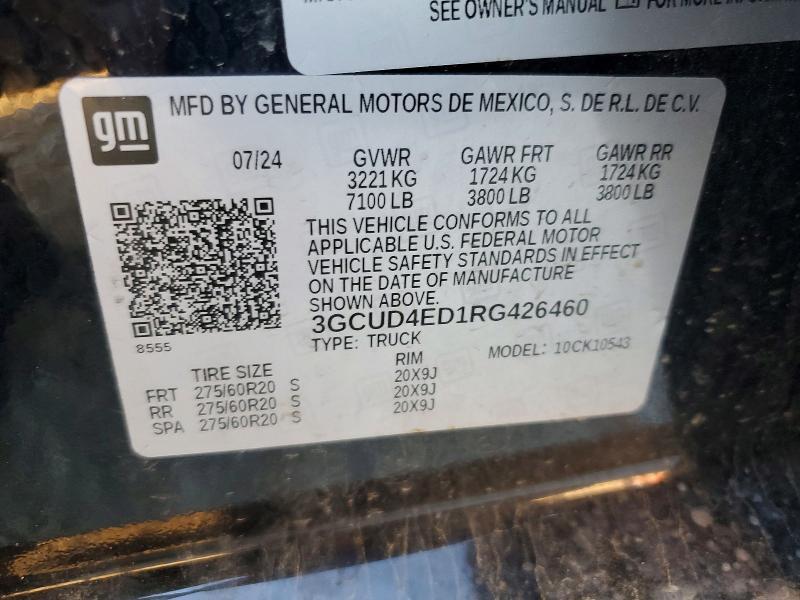 SEE OWNER'S MANUAL FOR MORE
gm
MFD BY GENERAL MOTORS DE MEXICO, S. DE R.L. DE C.V.
07/24 GVWR GAWR FRT GAWR RR
3221 KG 1724 KG 1724 KG
7100 LB 3800 LB 3800 LB
THIS VEHICLE CONFORMS TO ALL
APPLICABLE U.S. FEDERAL MOTOR
VEHICLE SAFETY STANDARDS IN EFFECT
ON THE DATE OF MANUFACTURE
SHOWN ABOVE.
3GCUD4ED1RG426460
8555
TYPE: TRUCK MODEL: 10CK10543
TIRE SIZE RIM
FRT 275/60R20 S 20X9J
RR 275/60R20 S 20X9J
SPA 275/60R20 S 20X9J